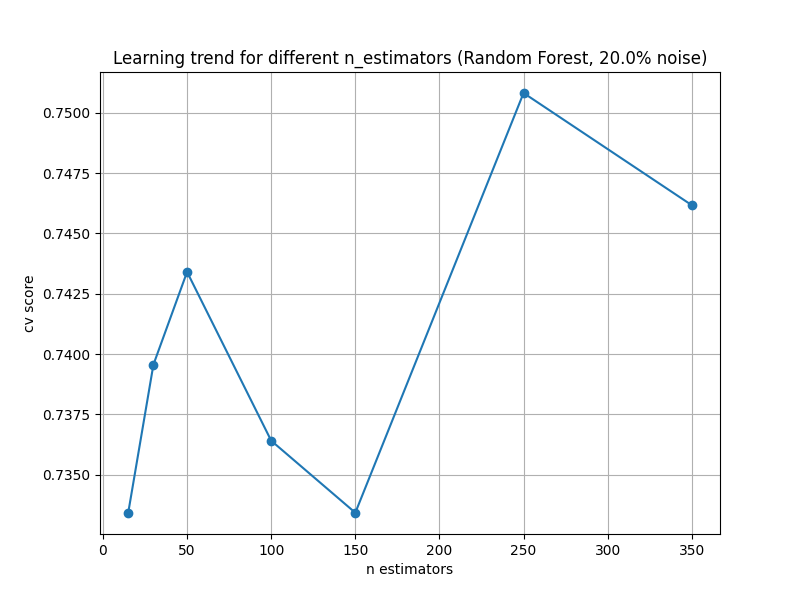 Learning trend for different n_estimators (Random Forest, 20.0% noise)
0.7500
0.7475
0.7450
0.7425
0.7400
0.7375
0.7350
cv score
0 50 100 150 200 250 300 350
n estimators